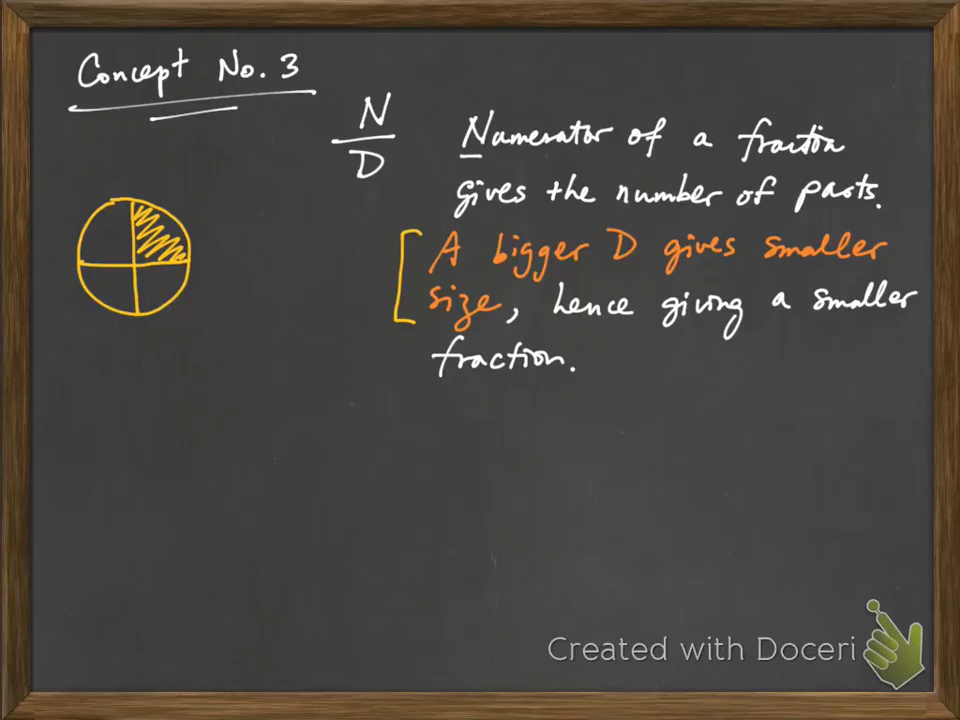 Concept No. 3
N
D
Numerator of a fraction
gives the number of parts.
A bigger D gives smaller
size, hence giving a smaller
fraction.
Created with Doceri